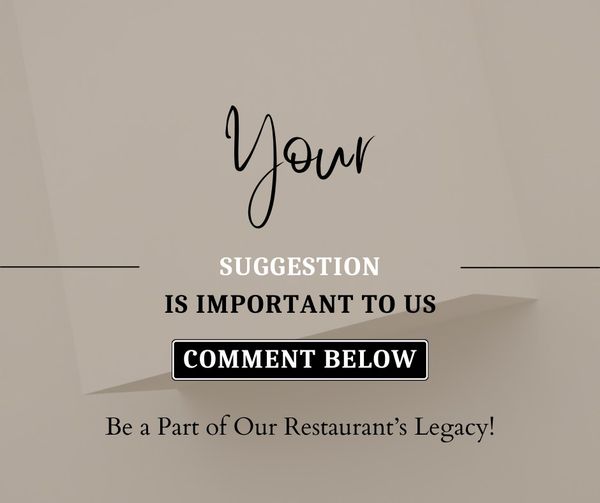 Your
SUGGESTION
IS IMPORTANT TO US
COMMENT BELOW
Be a Part of Our Restaurant’s Legacy!